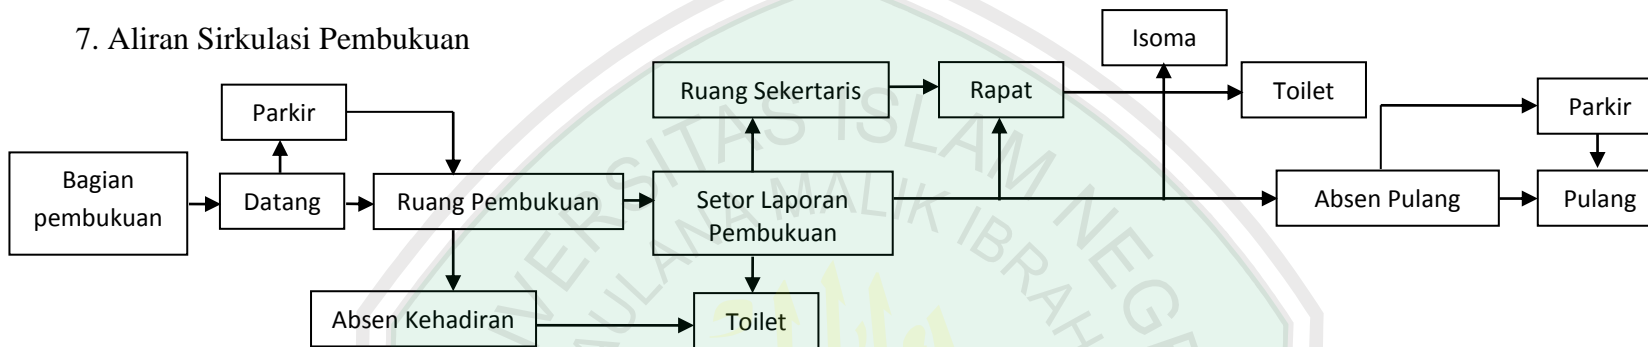 7. Aliran Sirkulasi Pembukuan
Isoma
Parkir
Ruang Sekertaris
Rapat
Toilet
Parkir
Bagian
pembukuan
Datang
Ruang Pembukuan
Setor Laporan
Pembukuan
Absen Pulang
Pulang
Absen Kehadiran
Toilet